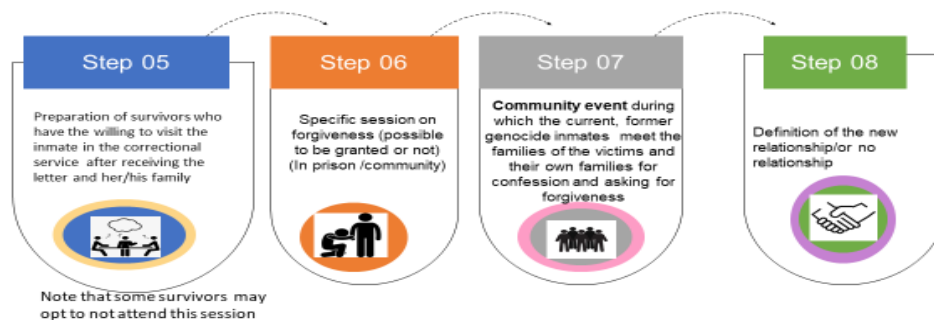 Step 05
Preparation of survivors who
have the willing to visit the
inmate in the correctional
service after receiving the
letter and her/his family
Note that some survivors may
opt to not attend this session
Step 06
Specific session on
forgiveness (possible
to be granted or not)
(In prison /community)
Step 07
Community event during
which the current, former
genocide inmates meet the
families of the victims and
their own families for
confession and asking for
forgiveness
Step 08
Definition of the new
relationship/or no
relationship